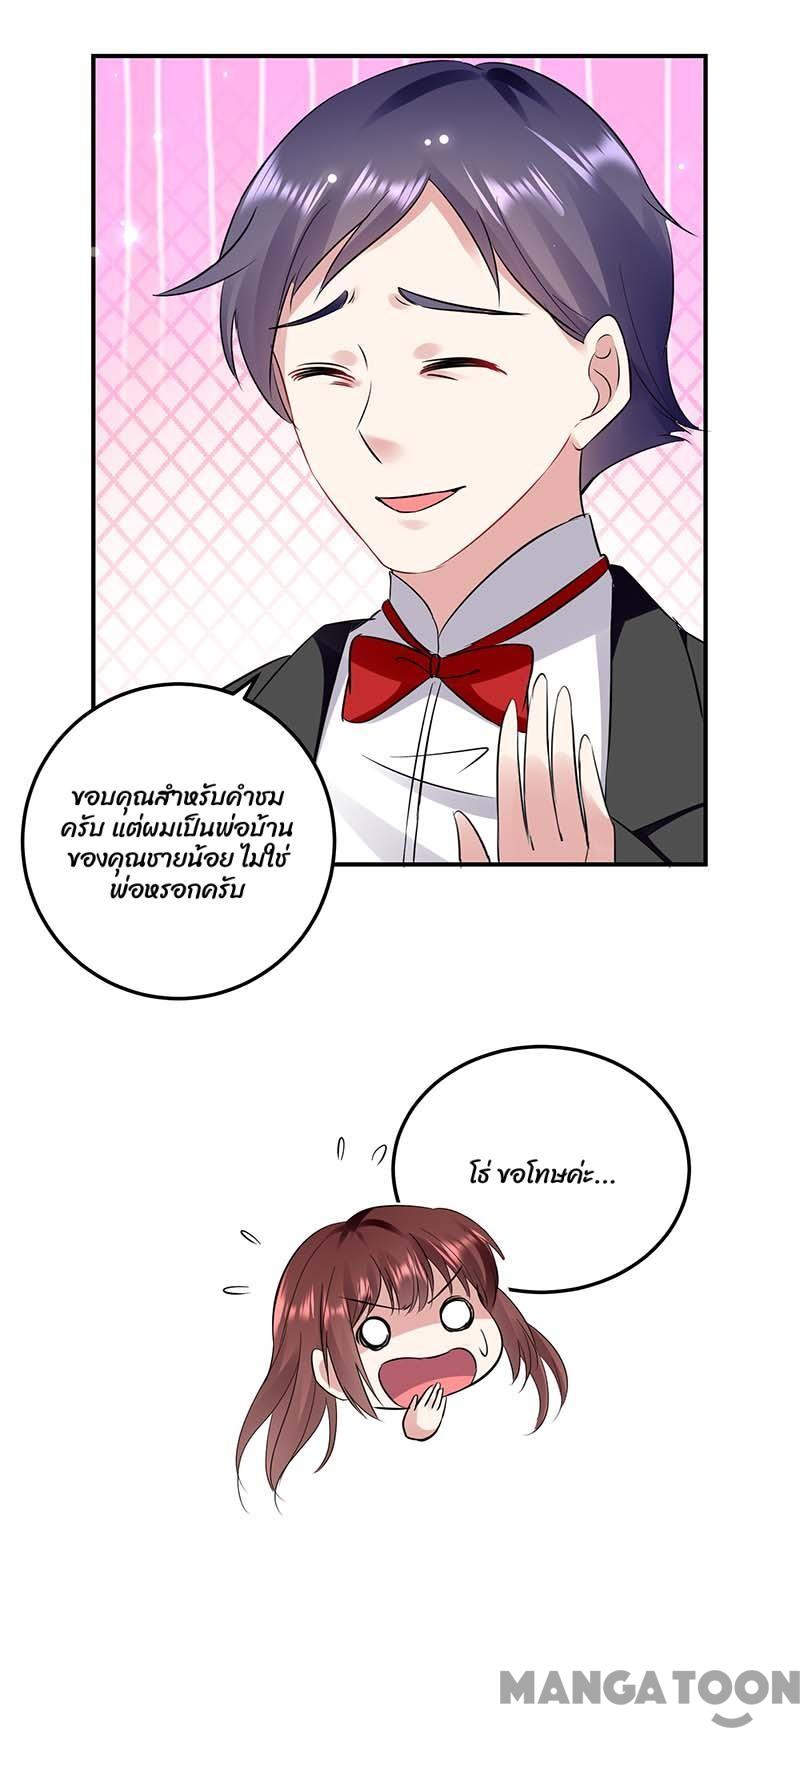 ขอบคุณสำหรับคำชม
ครับ แต่ผมเป็นพ่อบ้าน
ของคุณชายน้อย ไม่ใช่
พ่อหรอกครับ
โธ่ ขอโทษค่ะ...
MANGATOON